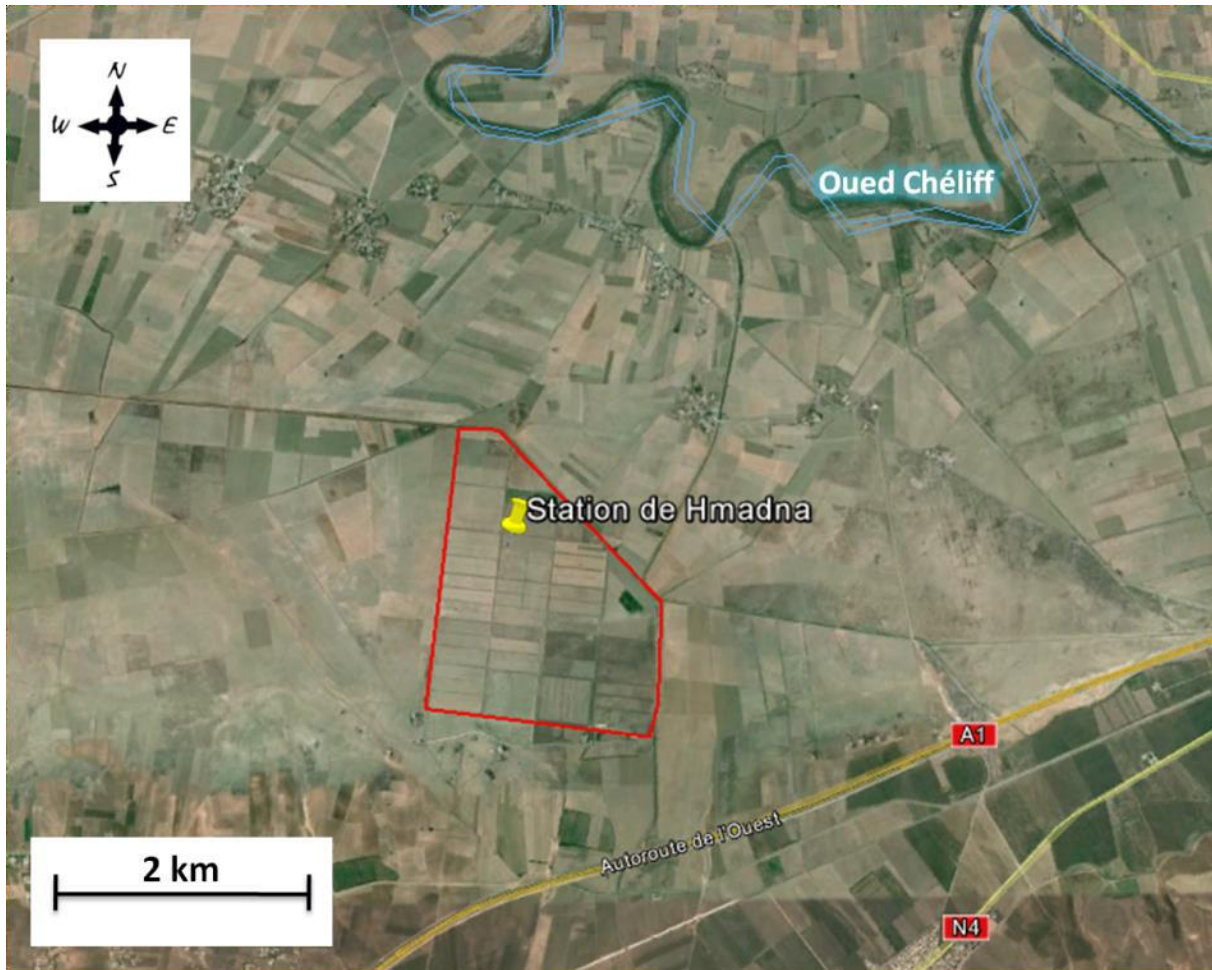 N
W E
S
Oued Chéliff
Station de Hmadna
A1
Autoroute de l'Ouest
2 km
N4